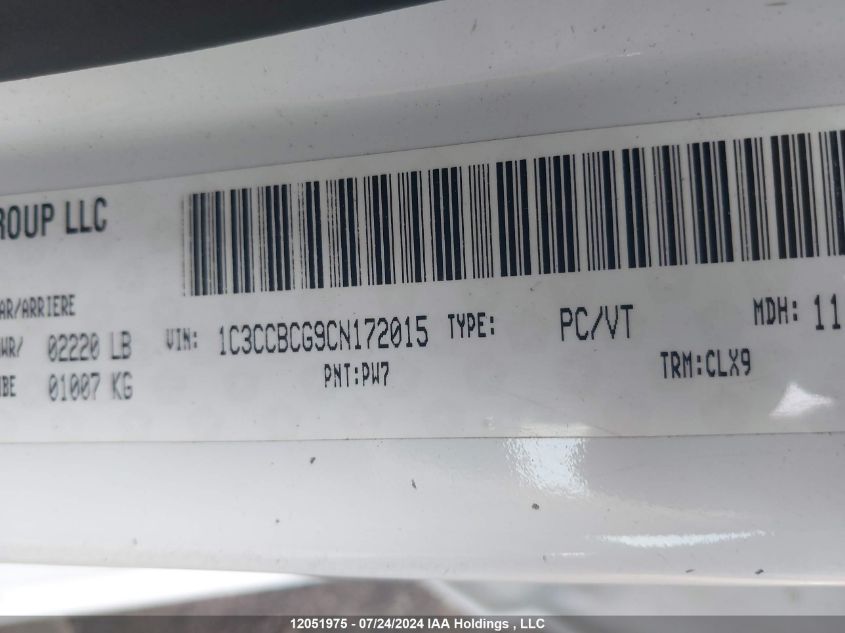 ROUP LLC
AR/ARRIERE
WR/ 02220 LB
01007 KG
VIN: 1C3CCBCG9CN172015 TYPE: PC/VT MDH: 11
PNT:PW7 TRM:CLX9
12051975 - 07/24/2024 IAA Holdings , LLC